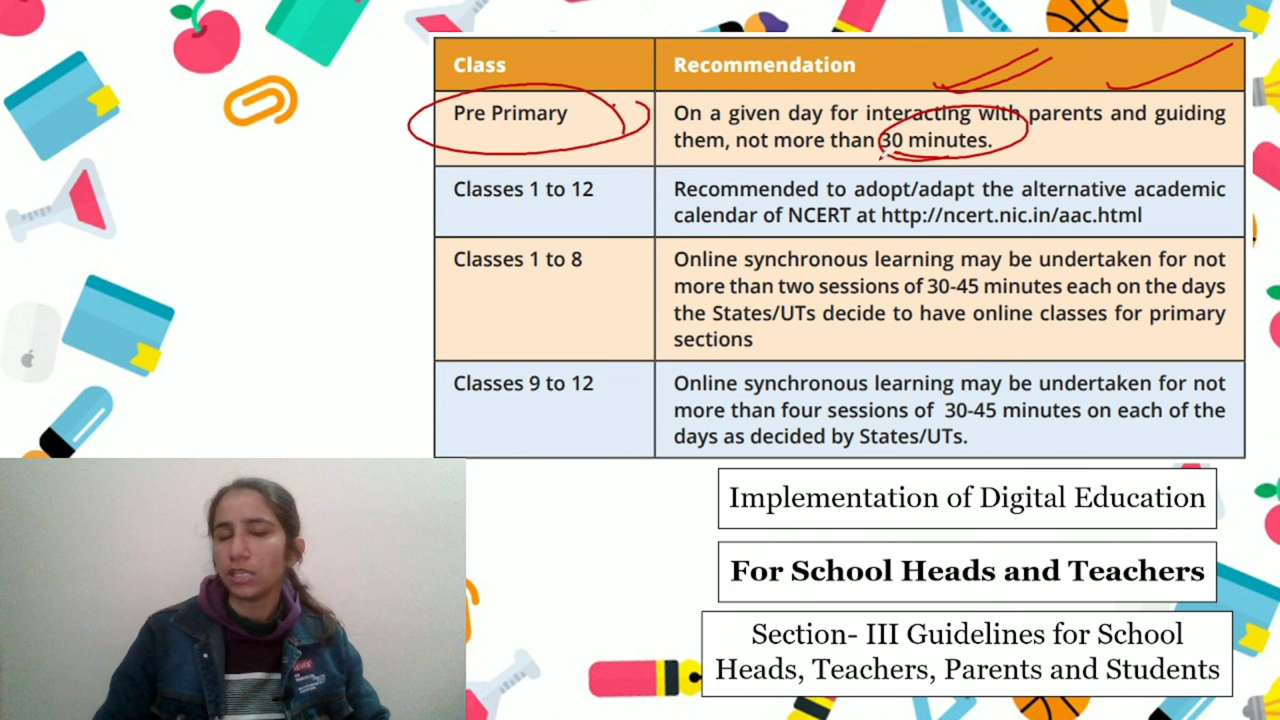 Class Recommendation
Pre Primary
On a given day for interacting with parents and guiding
them, not more than 30 minutes.
Classes 1 to 12
Recommended to adopt/adapt the alternative academic
calendar of NCERT at http://ncert.nic.in/aac.html
Classes 1 to 8
Online synchronous learning may be undertaken for not
more than two sessions of 30-45 minutes each on the days
the States/UTs decide to have online classes for primary
sections
Classes 9 to 12
Online synchronous learning may be undertaken for not
more than four sessions of 30-45 minutes on each of the
days as decided by States/UTs.
Implementation of Digital Education
For School Heads and Teachers
Section- III Guidelines for School
Heads, Teachers, Parents and Students